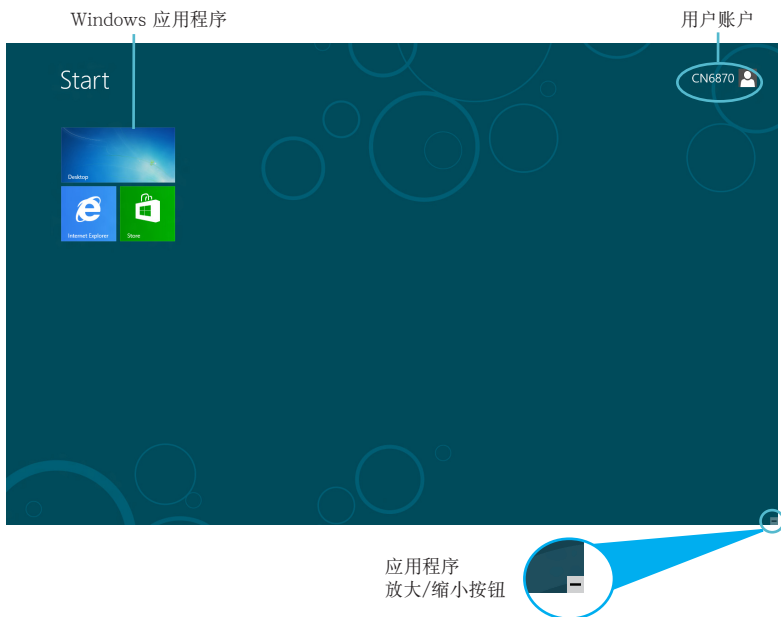 Windows 应用程序
用户账户
Start
CN6870
Desktop
Internet Explorer
Store
应用程序
放大/缩小按钮